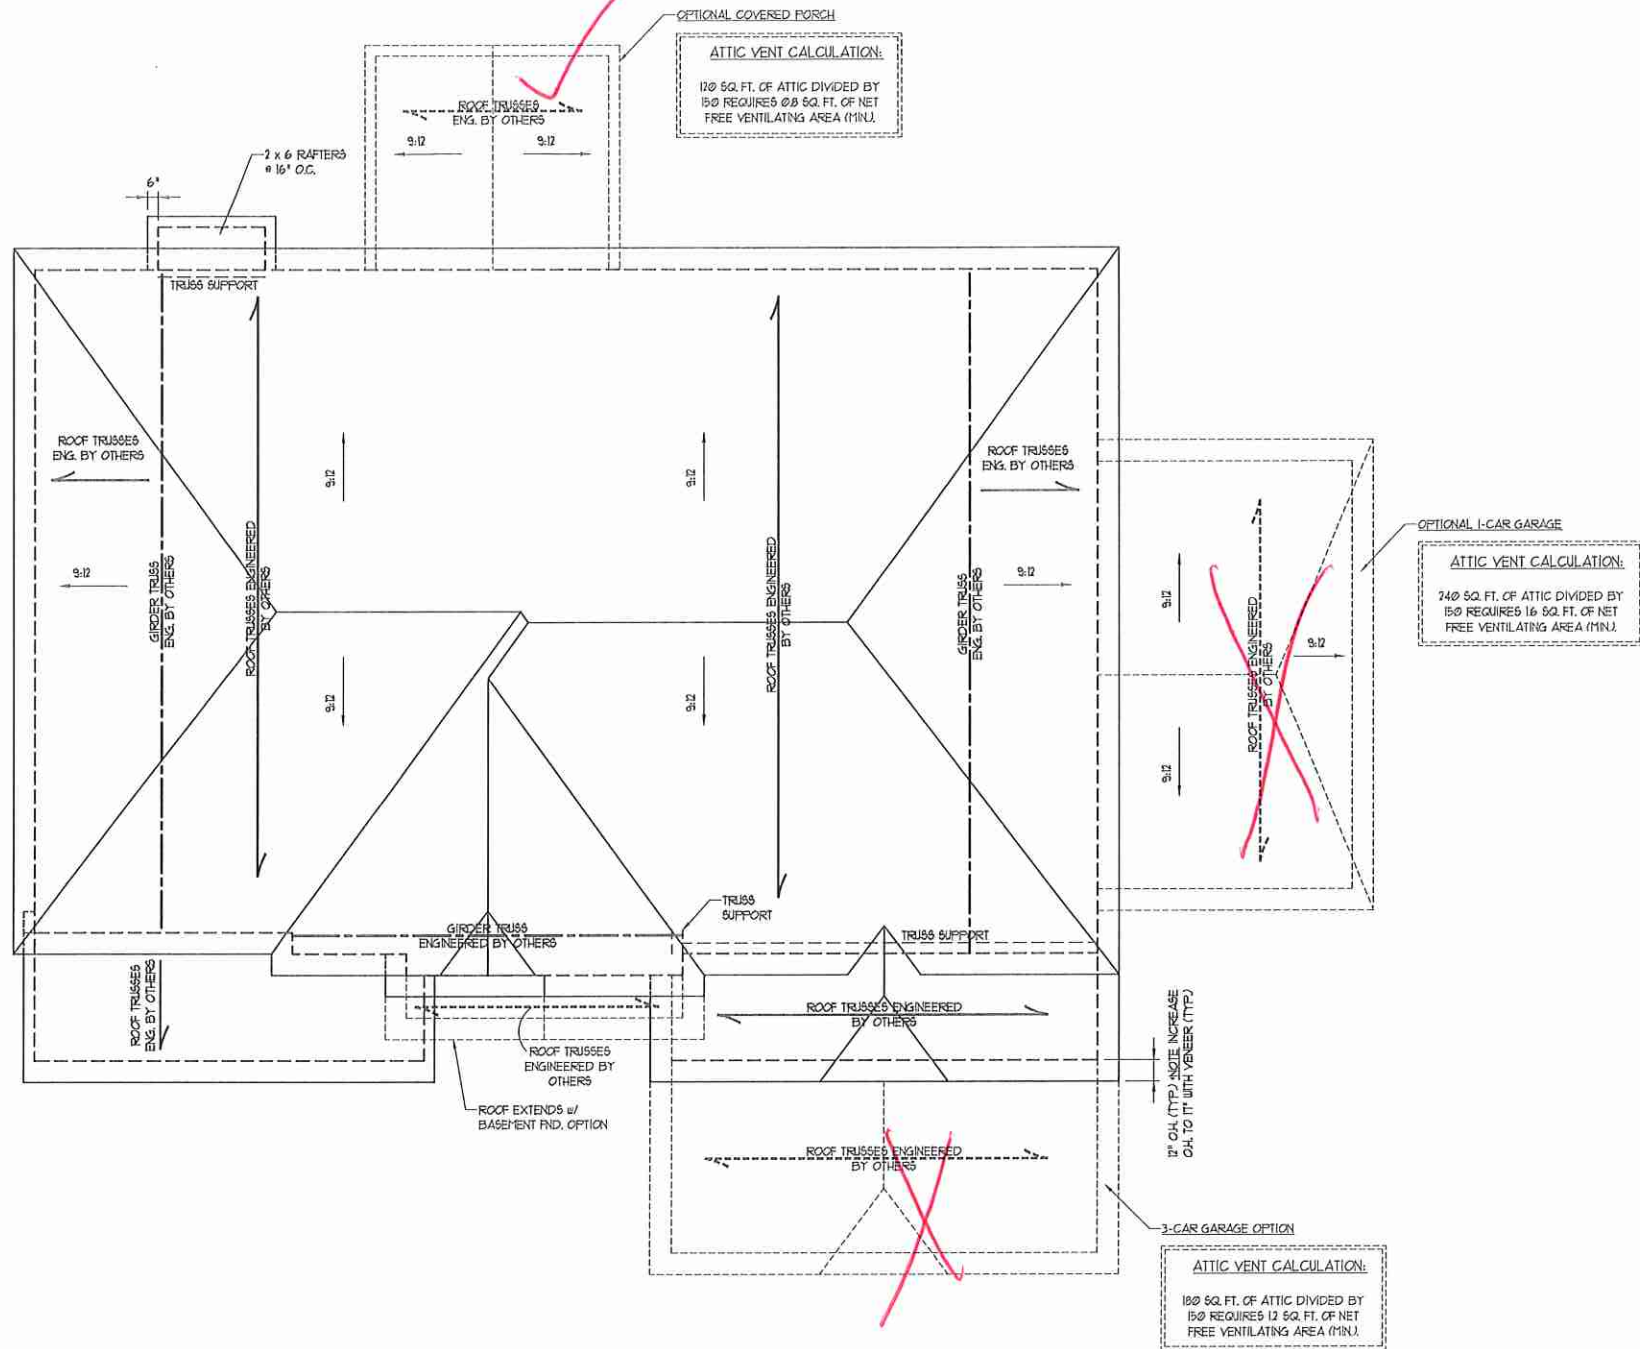 OPTIONAL COVERED PORCH
ATTIC VENT CALCULATION:
120 SQ. FT. OF ATTIC DIVIDED BY
150 REQUIRES 0.8 SQ. FT. OF NET
FREE VENTILATING AREA (MIN.).
ROOF TRUSSES
ENG. BY OTHERS
9:12
9:12
2 x 6 RAFTERS
@ 16" O.C.
6"
TRUSS SUPPORT
ROOF TRUSSES
ENG. BY OTHERS
9:12
GIRDER TRUSS
ENG. BY OTHERS
ROOF TRUSSES ENGINEERED
BY OTHERS
9:12
9:12
9:12
9:12
ROOF TRUSSES ENGINEERED
BY OTHERS
ROOF TRUSSES
ENG. BY OTHERS
9:12
GIRDER TRUSS
ENG. BY OTHERS
OPTIONAL 1-CAR GARAGE
ATTIC VENT CALCULATION:
240 SQ. FT. OF ATTIC DIVIDED BY
150 REQUIRES 1.6 SQ. FT. OF NET
FREE VENTILATING AREA (MIN.).
9:12
9:12
9:12
ROOF TRUSSES ENGINEERED
BY OTHERS
TRUSS
SUPPORT
GIRDER TRUSS
ENGINEERED BY OTHERS
TRUSS SUPPORT
ROOF TRUSSES
ENG. BY OTHERS
ROOF TRUSSES ENGINEERED
BY OTHERS
ROOF TRUSSES
ENGINEERED BY
OTHERS
ROOF EXTENDS w/
BASEMENT FND. OPTION
12" O.H. (TYP.) NOTE INCREASE
O.H. TO 17" WITH VENEER (TYP.)
ROOF TRUSSES ENGINEERED
BY OTHERS
3-CAR GARAGE OPTION
ATTIC VENT CALCULATION:
180 SQ. FT. OF ATTIC DIVIDED BY
150 REQUIRES 1.2 SQ. FT. OF NET
FREE VENTILATING AREA (MIN.).